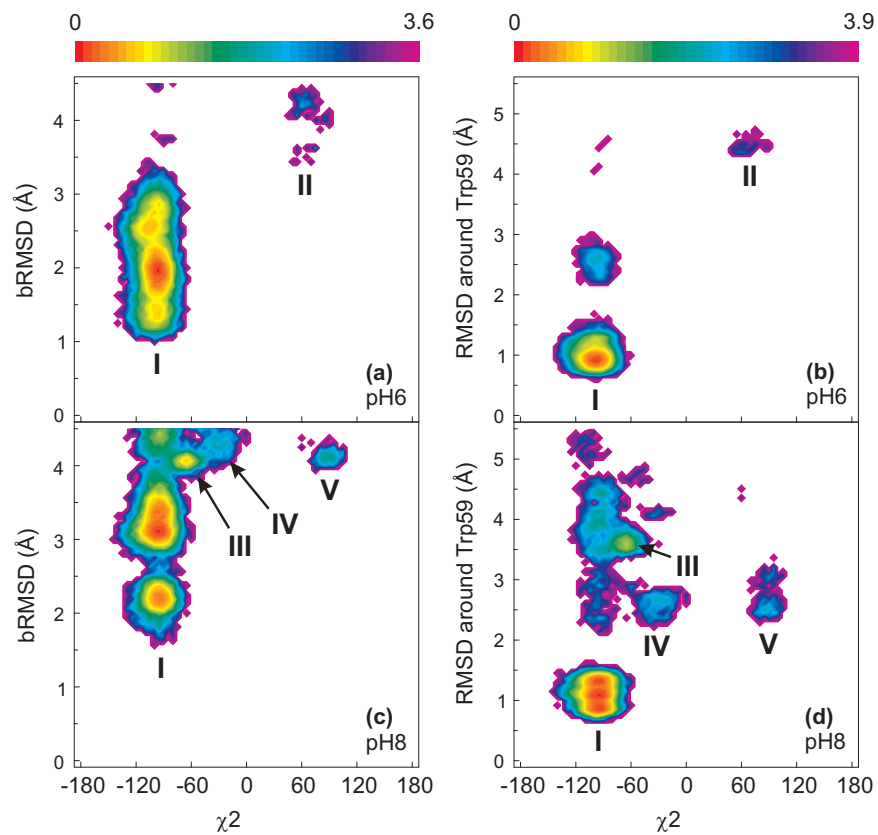 0 3.6
0 3.9
bRMSD (Å)
4
3
2
1
0
I
II
(a)
pH6
RMSD around Trp59 (Å)
5
4
3
2
1
0
I
II
(b)
pH6
bRMSD (Å)
4
3
2
1
0
I
III
IV
V
(c)
pH8
-180 -120 -60 0 60 120 180
χ2
RMSD around Trp59 (Å)
5
4
3
2
1
0
I
III
IV
V
(d)
pH8
-180 -120 -60 0 60 120 180
χ2